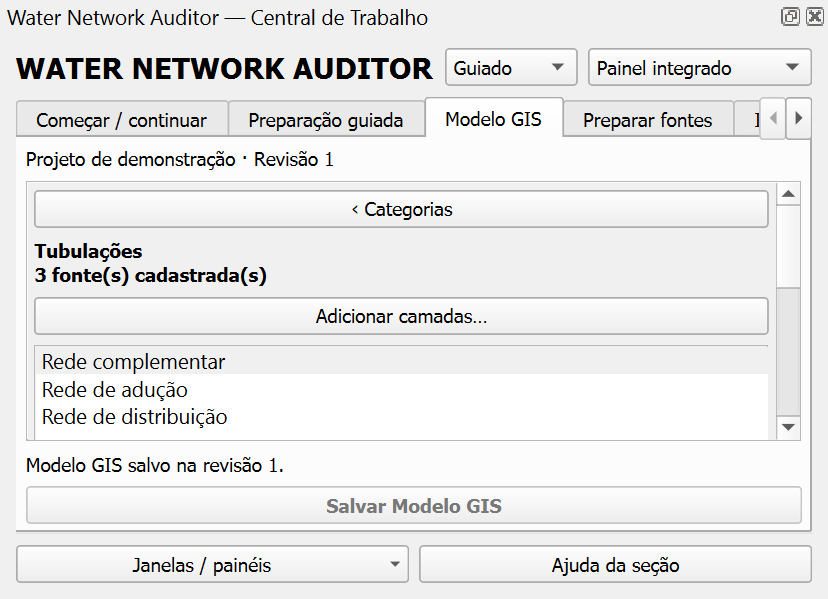 Water Network Auditor — Central de Trabalho
WATER NETWORK AUDITOR
Guiado
Painel integrado
Começar / continuar
Preparação guiada
Modelo GIS
Preparar fontes
Projeto de demonstração · Revisão 1
‹ Categorias
Tubulações
3 fonte(s) cadastrada(s)
Adicionar camadas...
Rede complementar
Rede de adução
Rede de distribuição
Modelo GIS salvo na revisão 1.
Salvar Modelo GIS
Janelas / painéis
Ajuda da seção